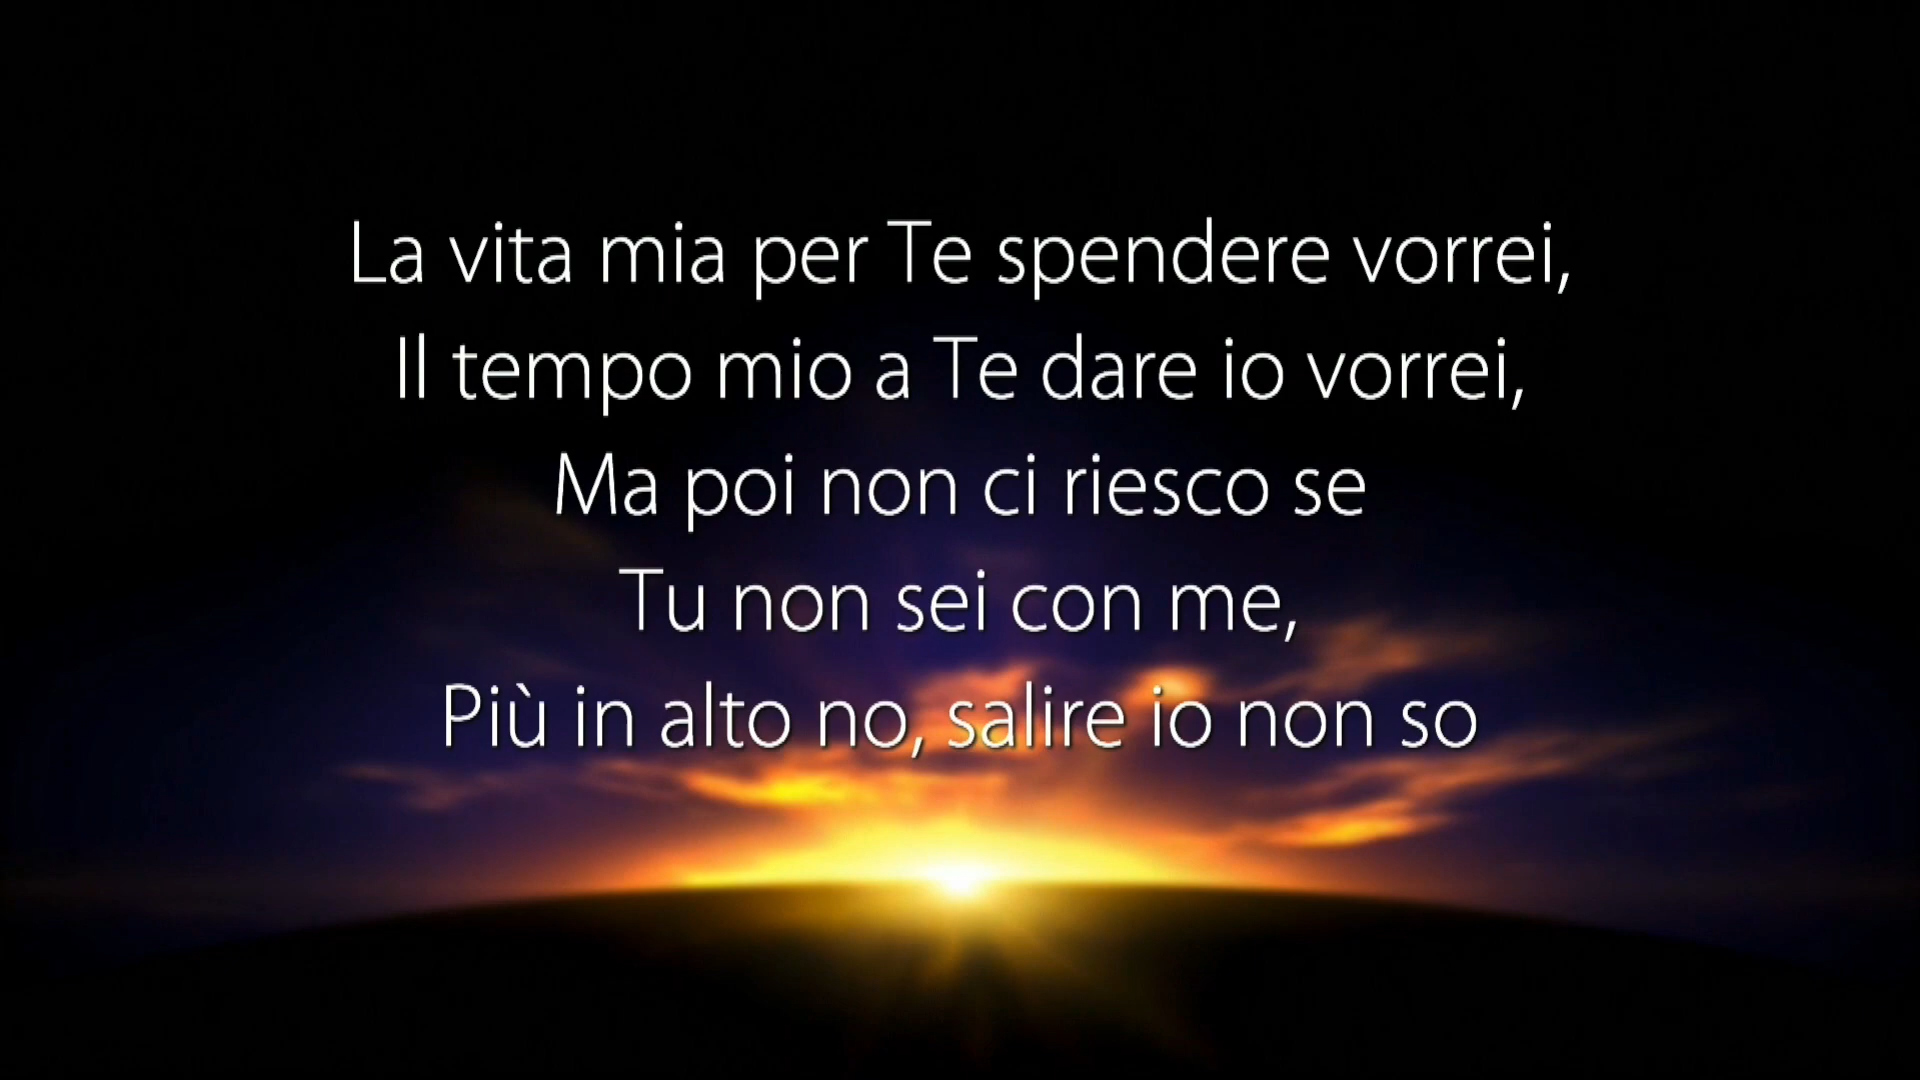 La vita mia per Te spendere vorrei,
Il tempo mio a Te dare io vorrei,
Ma poi non ci riesco se
Tu non sei con me,
Più in alto no, salire io non so